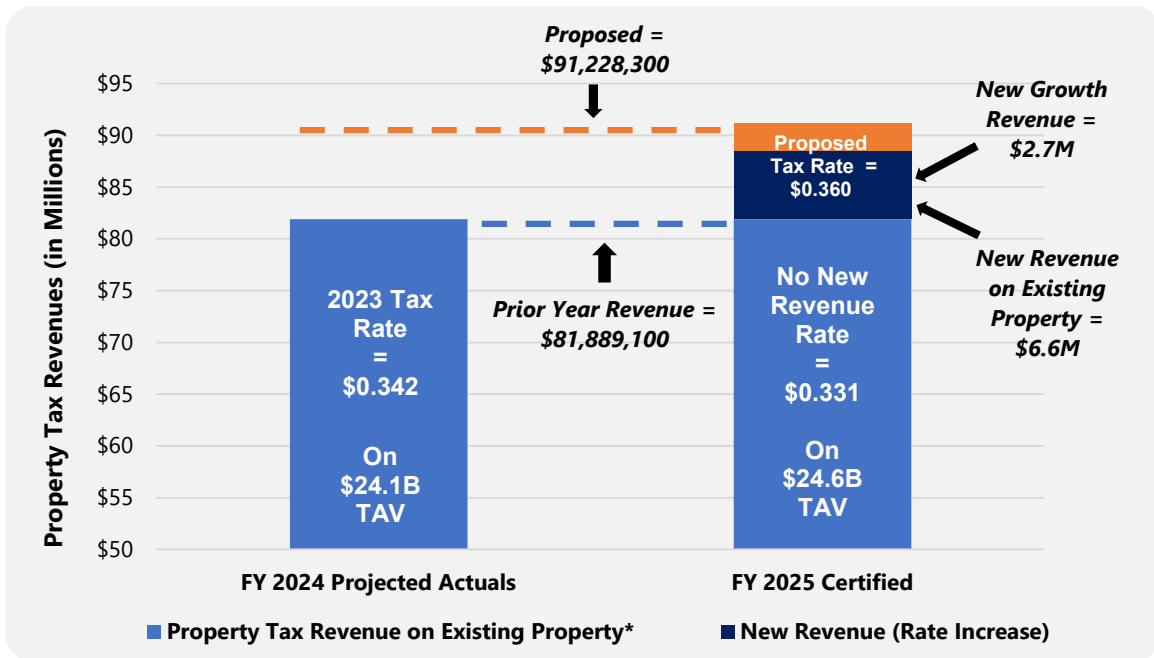 Proposed =
$91,228,300
Property Tax Revenues (in Millions)
$95
$90
$85
$80
$75
$70
$65
$60
$55
$50
2023 Tax
Rate
=
$0.342
On
$24.1B
TAV
Prior Year Revenue =
$81,889,100
Proposed
Tax Rate =
$0.360
No New
Revenue
Rate
=
$0.331
On
$24.6B
TAV
New Growth
Revenue =
$2.7M
New Revenue
on Existing
Property =
$6.6M
FY 2024 Projected Actuals
FY 2025 Certified
Property Tax Revenue on Existing Property*
New Revenue (Rate Increase)